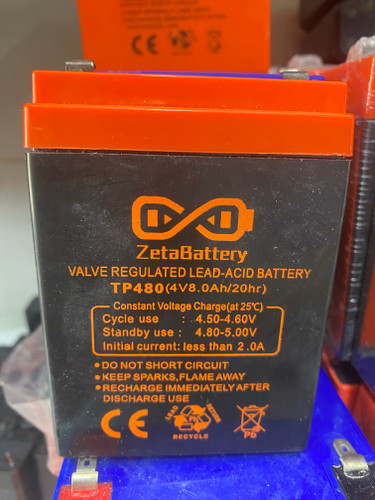 ZetaBattery
VALVE REGULATED LEAD-ACID BATTERY
TP480(4V8.0Ah/20hr)
Constant Voltage Charge(at 25℃)
Cycle use : 4.50-4.60V
Standby use : 4.80-5.00V
Initial current: less than 2.0A
•DO NOT SHORT CIRCUIT
•KEEP SPARKS,FLAME AWAY
•RECHARGE IMMEDIATELY AFTER
DISCHARGE USE
CE
LEAD
RECYCLE
PB